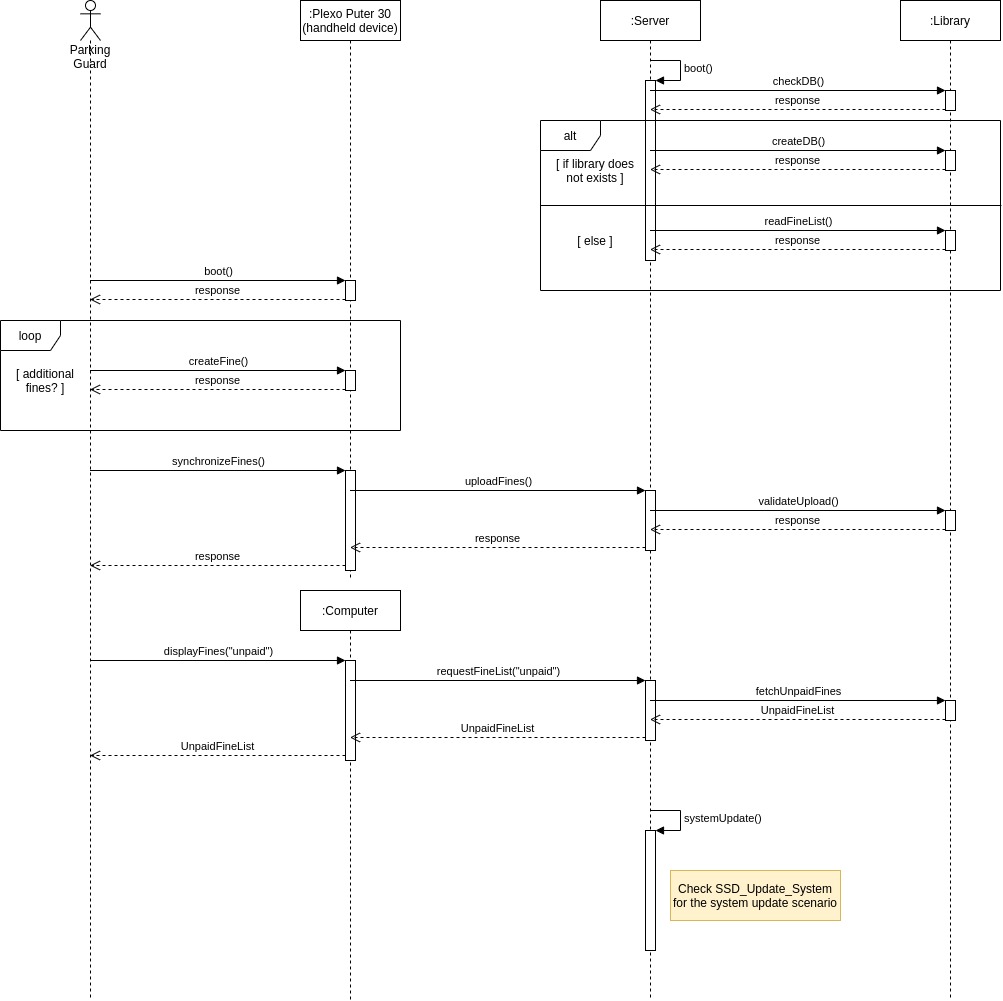 :Plexo Puter 30
(handheld device)
:Server
:Library
Parking
Guard
boot()
checkDB()
response
alt
createDB()
[ if library does
not exists ]
response
readFineList()
[ else ]
response
boot()
response
loop
createFine()
[ additional
fines? ]
response
synchronizeFines()
uploadFines()
validateUpload()
response
response
response
:Computer
displayFines("unpaid")
requestFineList("unpaid")
fetchUnpaidFines
UnpaidFineList
UnpaidFineList
UnpaidFineList
systemUpdate()
Check SSD_Update_System
for the system update scenario